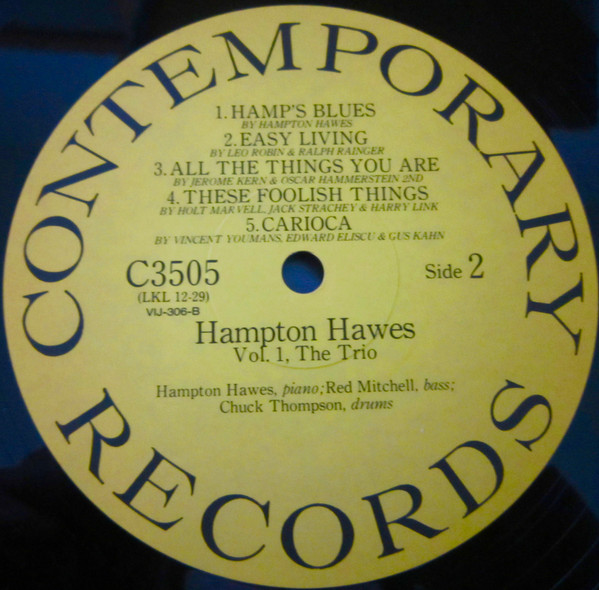 CONTEMPORARY
1. HAMP'S BLUES
BY HAMPTON HAWES
2. EASY LIVING
BY LEO ROBIN & RALPH RAINGER
3. ALL THE THINGS YOU ARE
BY JEROME KERN & OSCAR HAMMERSTEIN 2ND
4. THESE FOOLISH THINGS
BY HOLT MARVELL, JACK STRACHEY & HARRY LINK
5. CARIOCA
BY VINCENT YOUMANS, EDWARD ELISCU & GUS KAHN
C3505
(LKL 12-29)
VIJ-306-B
Side 2
Hampton Hawes
Vol. 1, The Trio
Hampton Hawes, piano; Red Mitchell, bass;
Chuck Thompson, drums
RECORDS